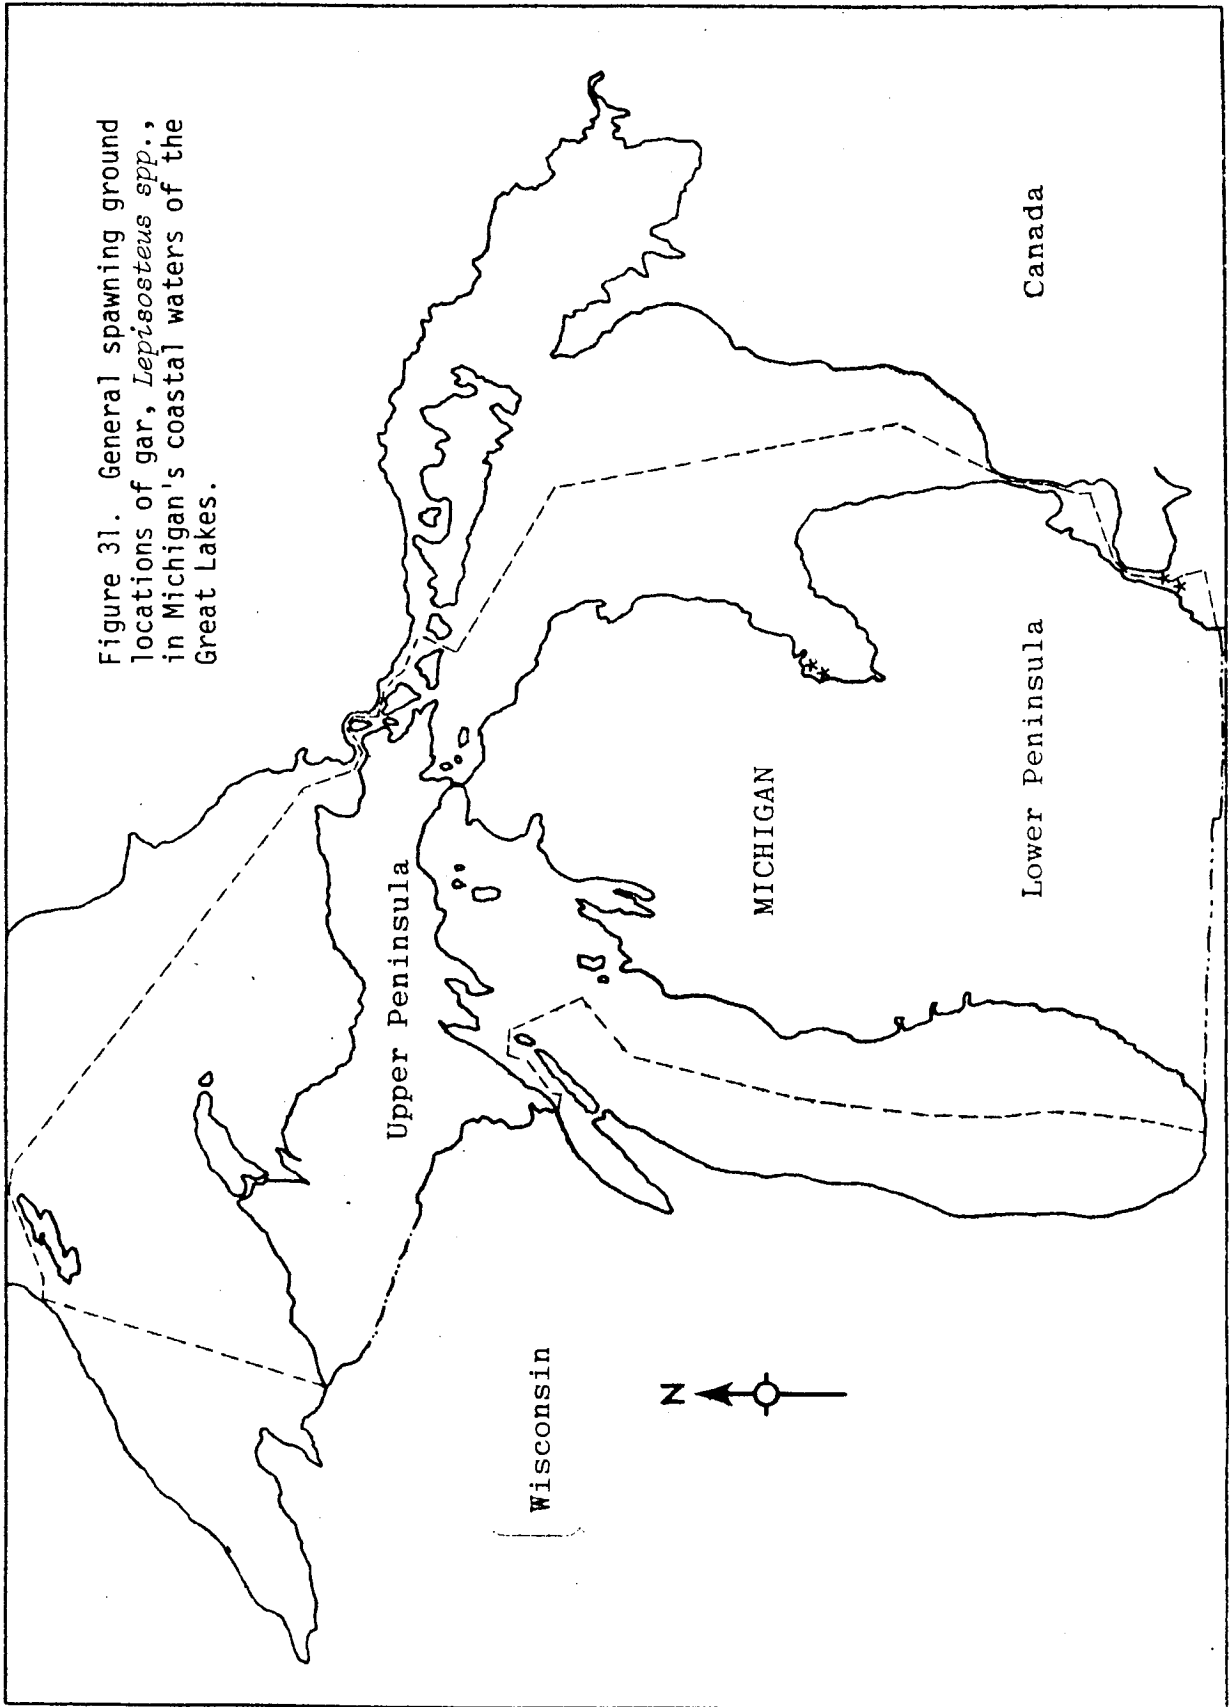 Figure 31. General spawning ground
locations of gar, Lepisosteus spp.,
in Michigan's coastal waters of the
Great Lakes.
Upper Peninsula
Wisconsin
N
MICHIGAN
Lower Peninsula
Canada